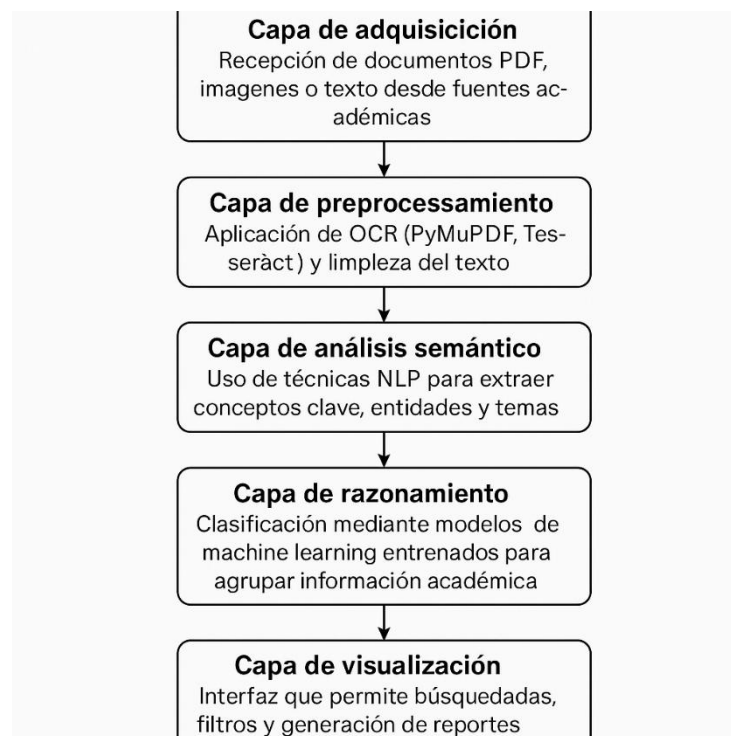 Capa de adquisicición
Recepción de documentos PDF,
imagenes o texto desde fuentes ac-
adémicas
Capa de preprocessamiento
Aplicación de OCR (PyMuPDF, Tes-
seràct) y limpleza del texto
Capa de análisis semántico
Uso de técnicas NLP para extraer
conceptos clave, entidades y temas
Capa de razonamiento
Clasificación mediante modelos de
machine learning entrenados para
agrupar información académica
Capa de visualización
Interfaz que permite búsquedadas,
filtros y generación de reportes